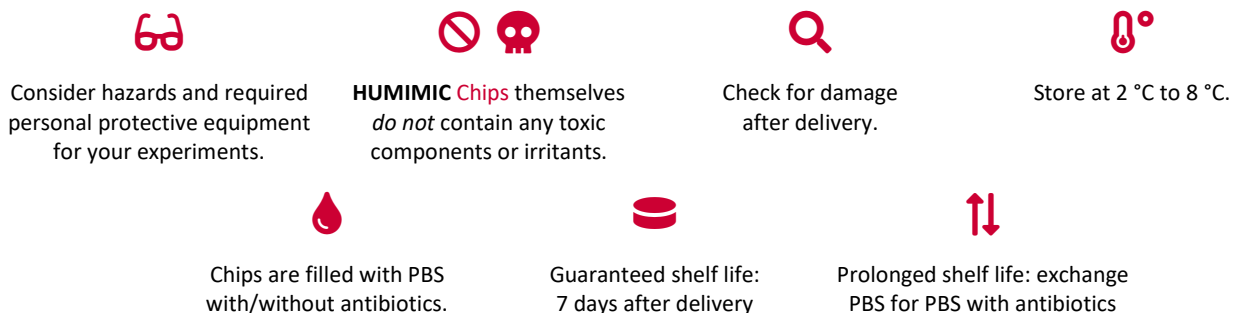 Consider hazards and required
personal protective equipment
for your experiments.
HUMIMIC Chips themselves
do not contain any toxic
components or irritants.
Check for damage
after delivery.
Store at 2 °C to 8 °C.
Chips are filled with PBS
with/without antibiotics.
Guaranteed shelf life:
7 days after delivery
Prolonged shelf life: exchange
PBS for PBS with antibiotics